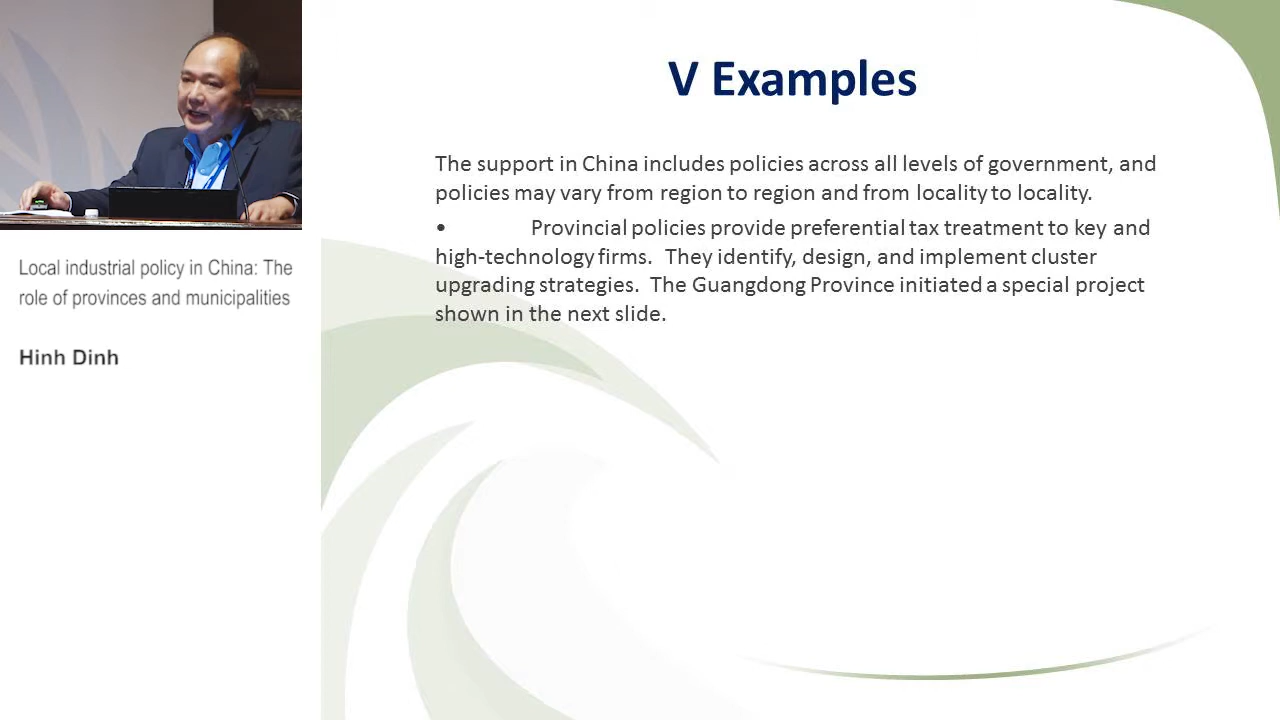 Local industrial policy in China: The
role of provinces and municipalities
Hinh Dinh
V Examples
The support in China includes policies across all levels of government, and
policies may vary from region to region and from locality to locality.
• Provincial policies provide preferential tax treatment to key and
high-technology firms. They identify, design, and implement cluster
upgrading strategies. The Guangdong Province initiated a special project
shown in the next slide.